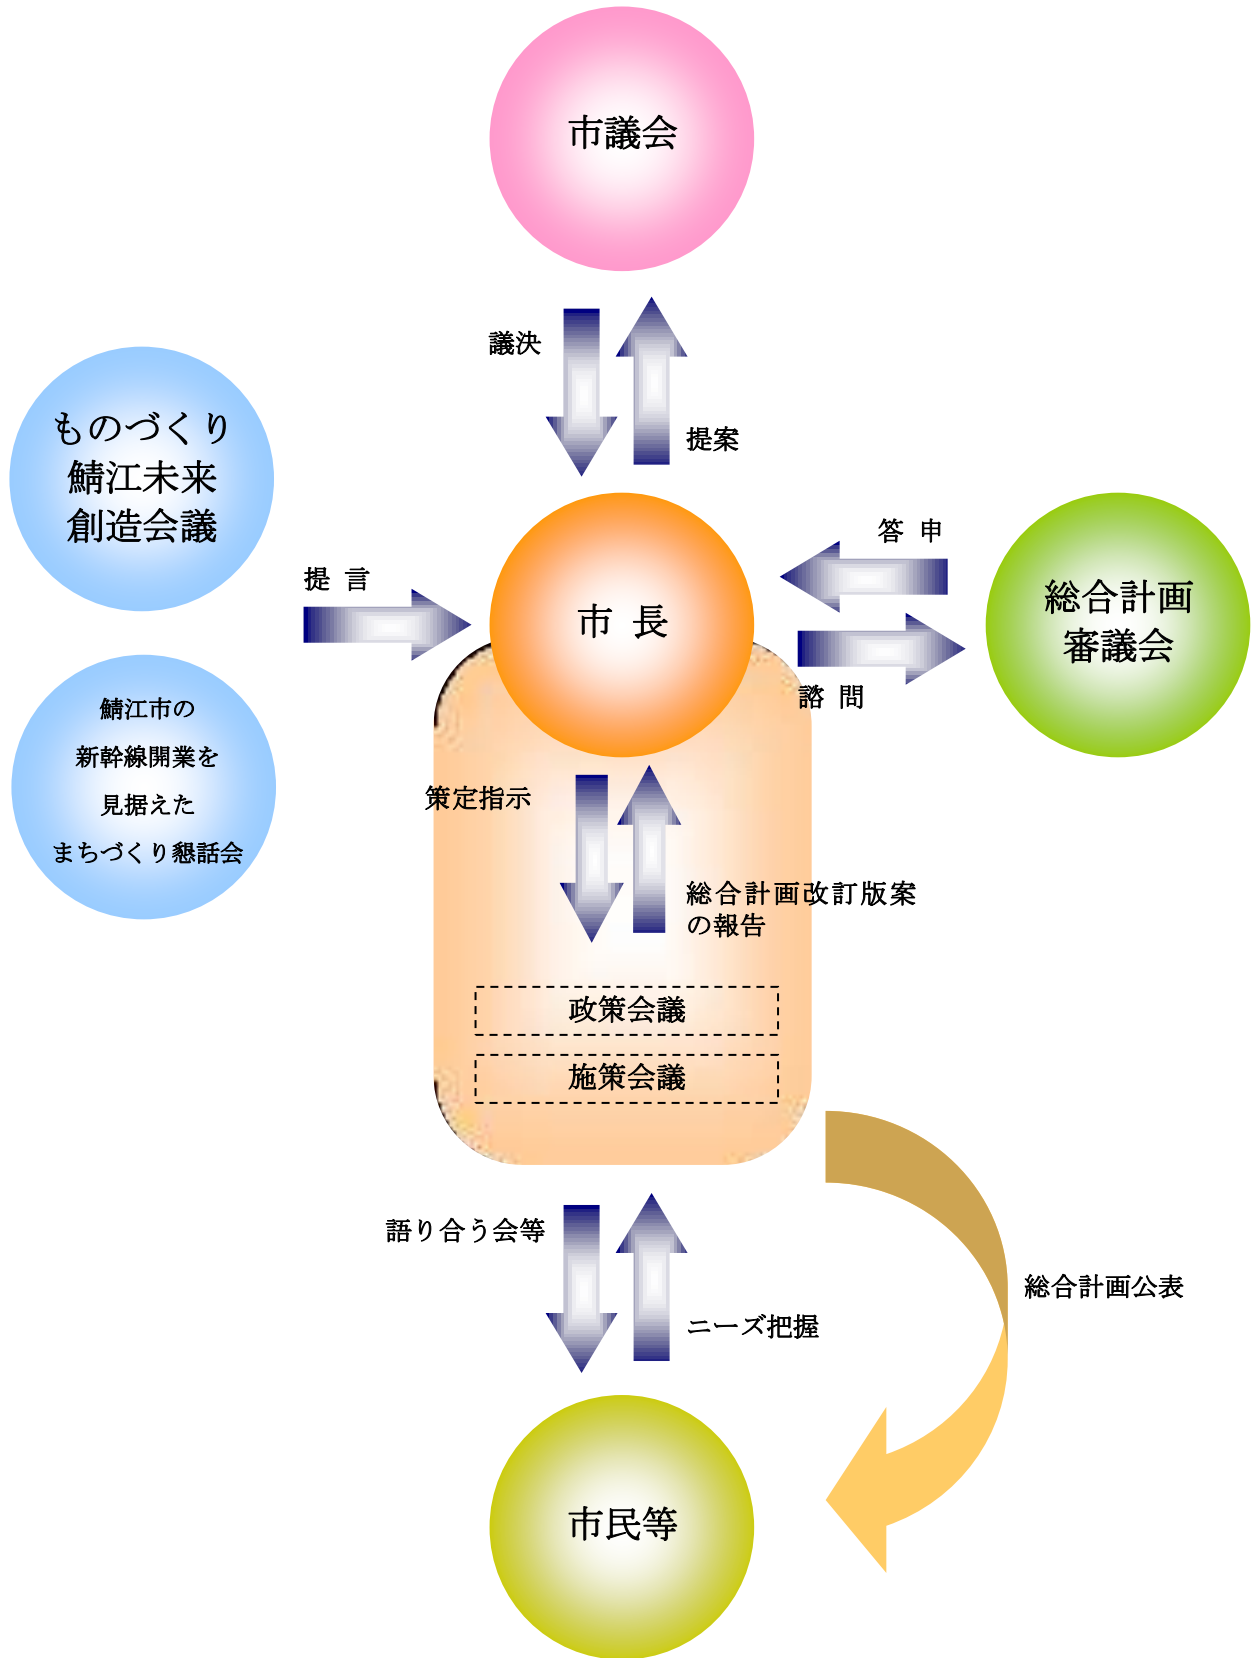 市議会
議決
提案
ものづくり
鯖江未来
創造会議
提 言
市 長
答 申
諮 問
総合計画
審議会
鯖江市の
新幹線開業を
見据えた
まちづくり懇話会
策定指示
総合計画改訂版案
の報告
政策会議
施策会議
語り合う会等
ニーズ把握
総合計画公表
市民等